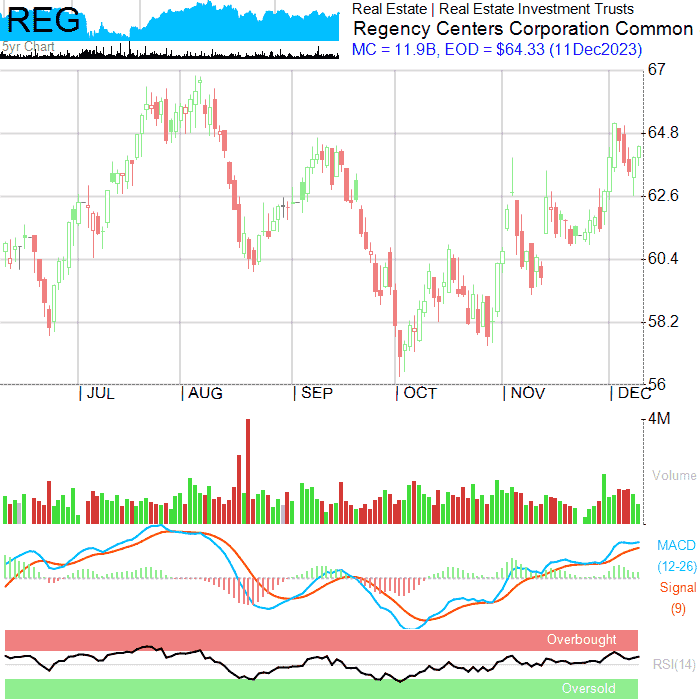 REG
5yr Chart
Real Estate | Real Estate Investment Trusts
Regency Centers Corporation Common
MC = 11.9B, EOD = $64.33 (11Dec2023)
67
64.8
62.6
60.4
58.2
56
| JUL | AUG | SEP | OCT | NOV | DEC
4M
Volume
MACD
(12-26)
Signal
(9)
Overbought
RSI(14)
Oversold